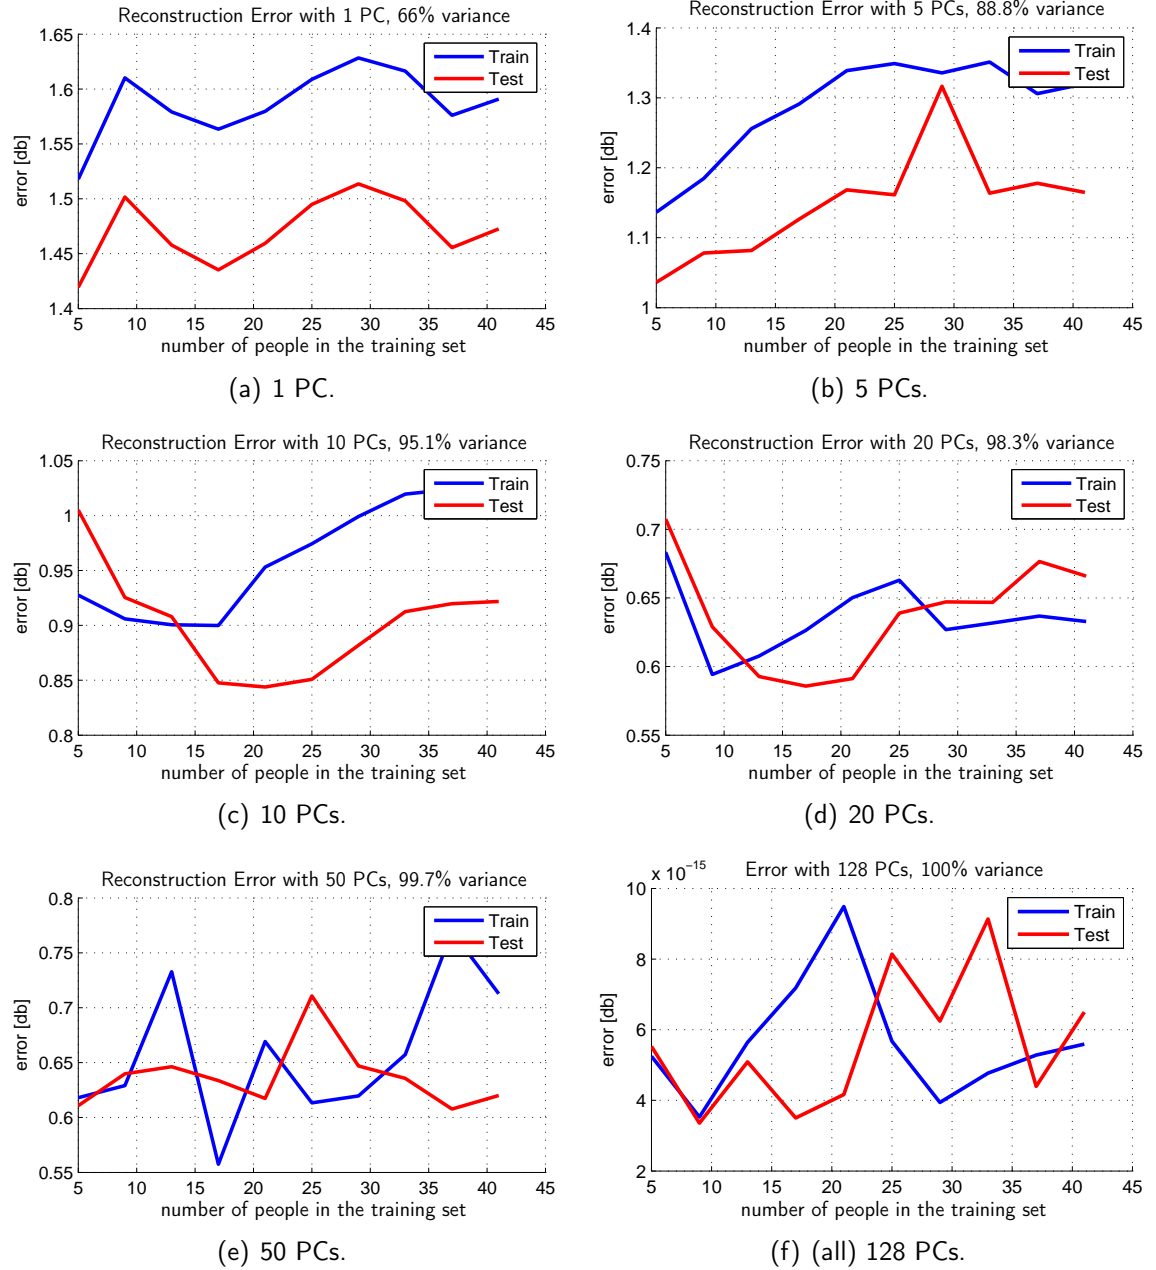 Reconstruction Error with 1 PC, 66% variance
1.65
1.6
1.55
1.5
1.45
1.4
error [db]
Train
Test
5 10 15 20 25 30 35 40 45
number of people in the training set
(a) 1 PC.
Reconstruction Error with 5 PCs, 88.8% variance
1.4
1.3
1.2
1.1
1
error [db]
Train
Test
5 10 15 20 25 30 35 40 45
number of people in the training set
(b) 5 PCs.
Reconstruction Error with 10 PCs, 95.1% variance
1.05
1
0.95
0.9
0.85
0.8
error [db]
Train
Test
5 10 15 20 25 30 35 40 45
number of people in the training set
(c) 10 PCs.
Reconstruction Error with 20 PCs, 98.3% variance
0.75
0.7
0.65
0.6
0.55
error [db]
Train
Test
5 10 15 20 25 30 35 40 45
number of people in the training set
(d) 20 PCs.
Reconstruction Error with 50 PCs, 99.7% variance
0.8
0.75
0.7
0.65
0.6
0.55
error [db]
Train
Test
5 10 15 20 25 30 35 40 45
number of people in the training set
(e) 50 PCs.
x 10⁻¹⁵
Error with 128 PCs, 100% variance
10
8
6
4
2
error [db]
Train
Test
5 10 15 20 25 30 35 40 45
number of people in the training set
(f) (all) 128 PCs.